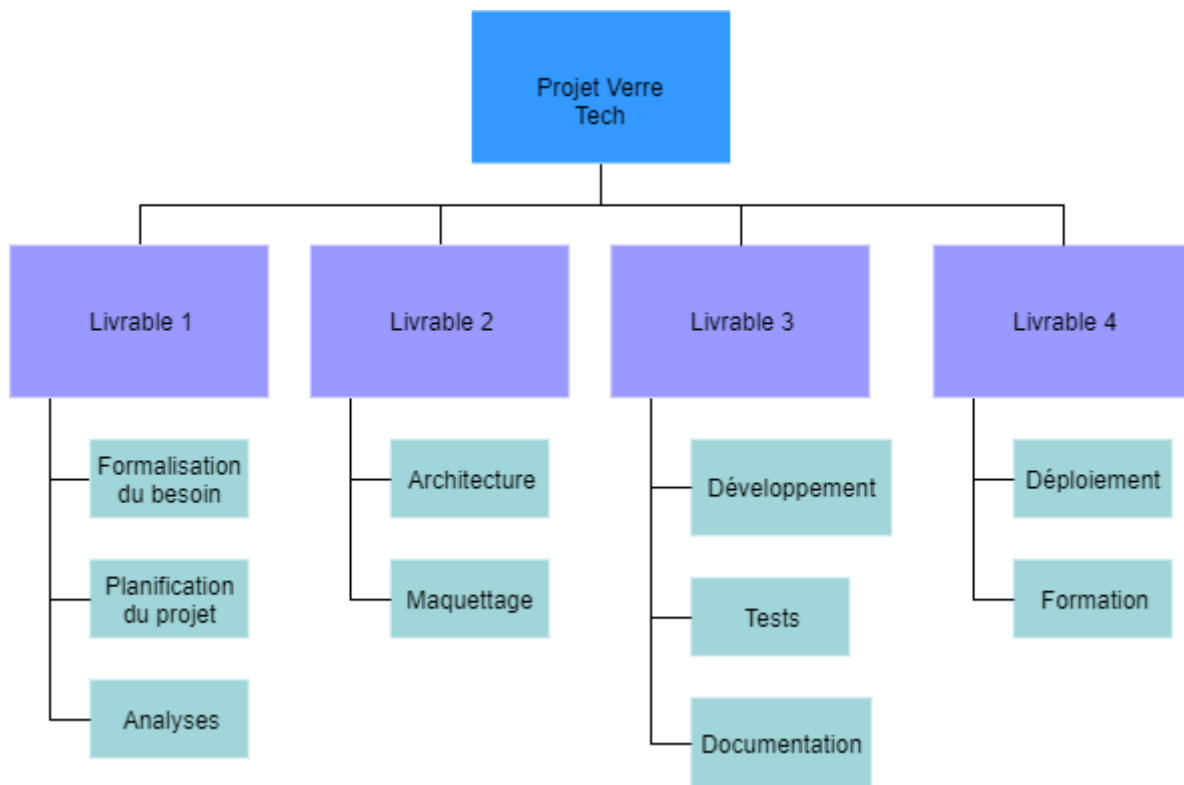 Projet Verre
Tech
Livrable 1
Livrable 2
Livrable 3
Livrable 4
Formalisation
du besoin
Planification
du projet
Analyses
Architecture
Maquettage
Développement
Tests
Documentation
Déploiement
Formation